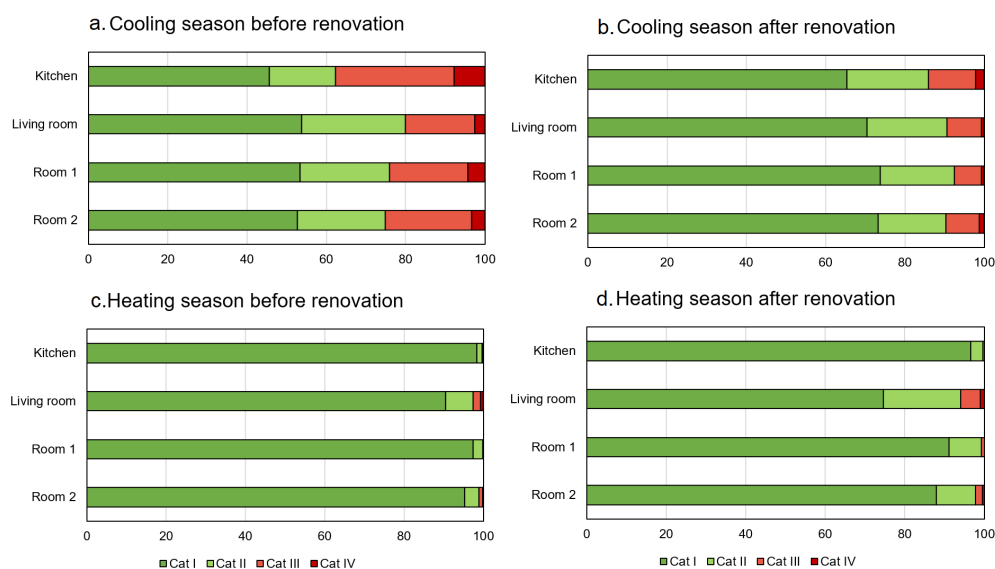 a. Cooling season before renovation
Kitchen
Living room
Room 1
Room 2
0 20 40 60 80 100
b. Cooling season after renovation
Kitchen
Living room
Room 1
Room 2
0 20 40 60 80 100
c.Heating season before renovation
Kitchen
Living room
Room 1
Room 2
0 20 40 60 80 100
Cat I Cat II Cat III Cat IV
d. Heating season after renovation
Kitchen
Living room
Room 1
Room 2
0 20 40 60 80 100
Cat I Cat II Cat III Cat IV